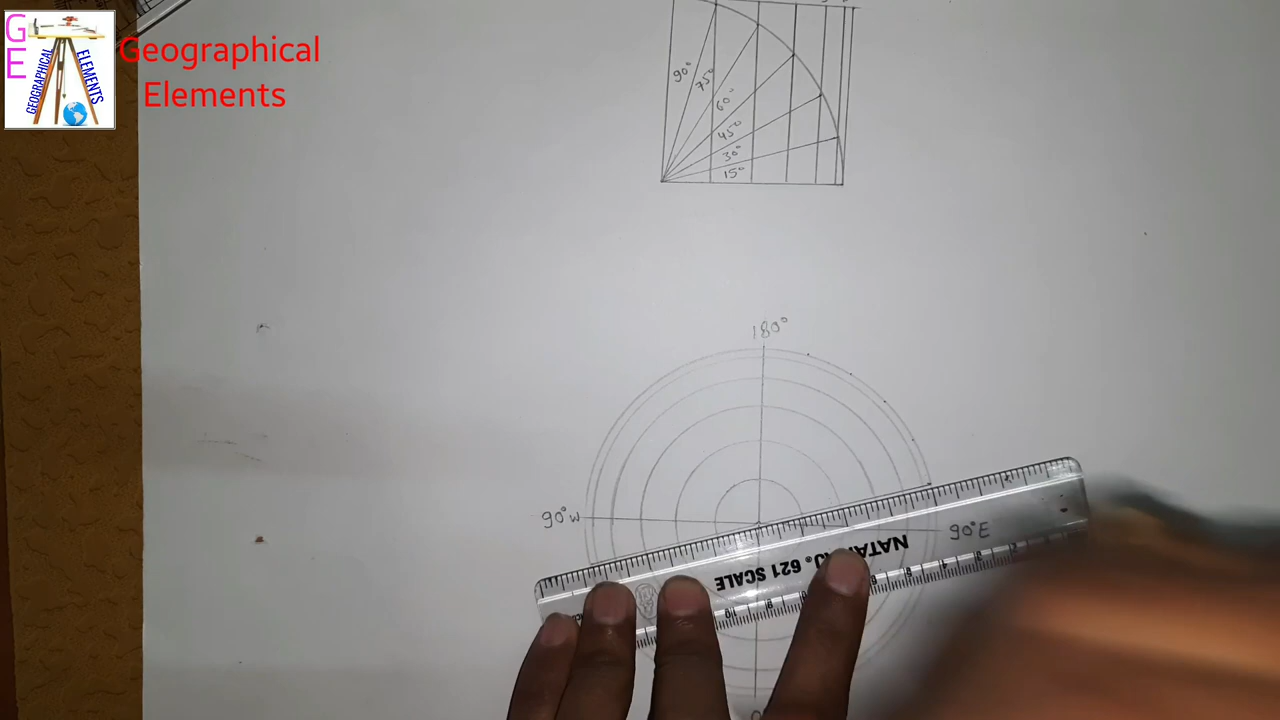 GE
GEOGRAPHICAL
ELEMENTS
Geographical
Elements
90°
75°
60°
45°
30°
15°
180°
90°W
90°E
NATARAJ® 621 SCALE